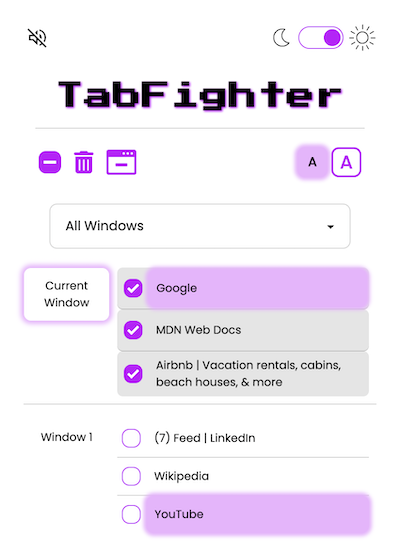 TabFighter
A A
All Windows
Current
Window
Google
MDN Web Docs
Airbnb | Vacation rentals, cabins,
beach houses, & more
Window 1
(7) Feed | LinkedIn
Wikipedia
YouTube